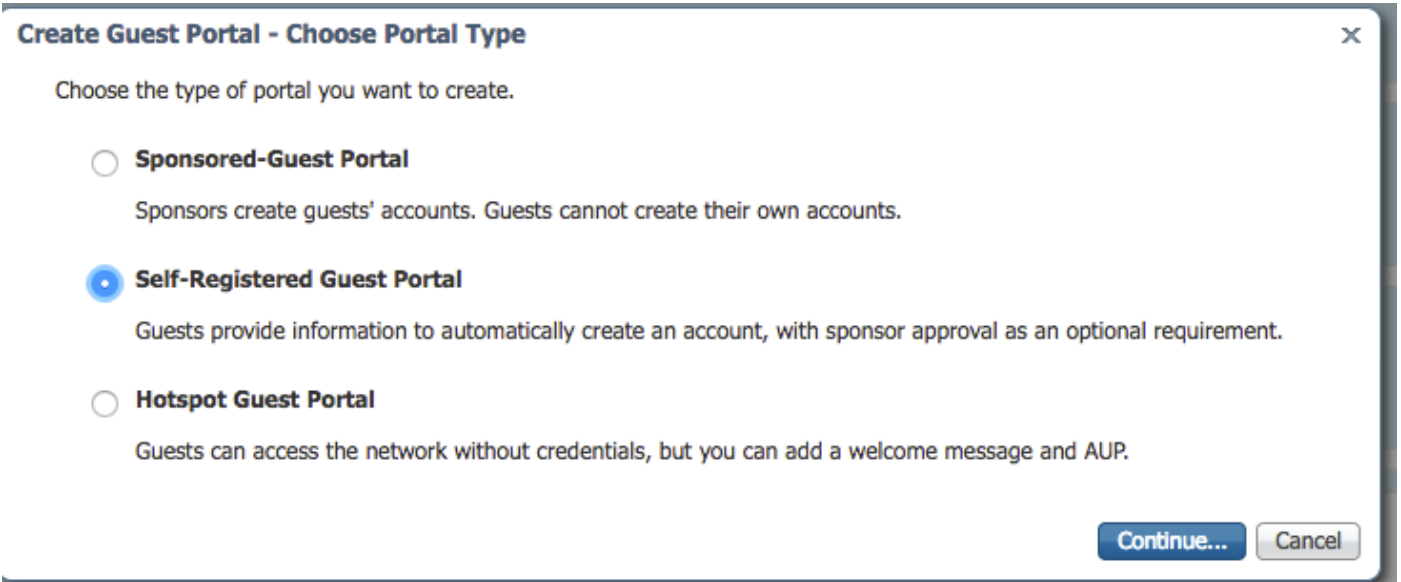 Create Guest Portal - Choose Portal Type
Choose the type of portal you want to create.
Sponsored-Guest Portal
Sponsors create guests' accounts. Guests cannot create their own accounts.
Self-Registered Guest Portal
Guests provide information to automatically create an account, with sponsor approval as an optional requirement.
Hotspot Guest Portal
Guests can access the network without credentials, but you can add a welcome message and AUP.
Continue... Cancel